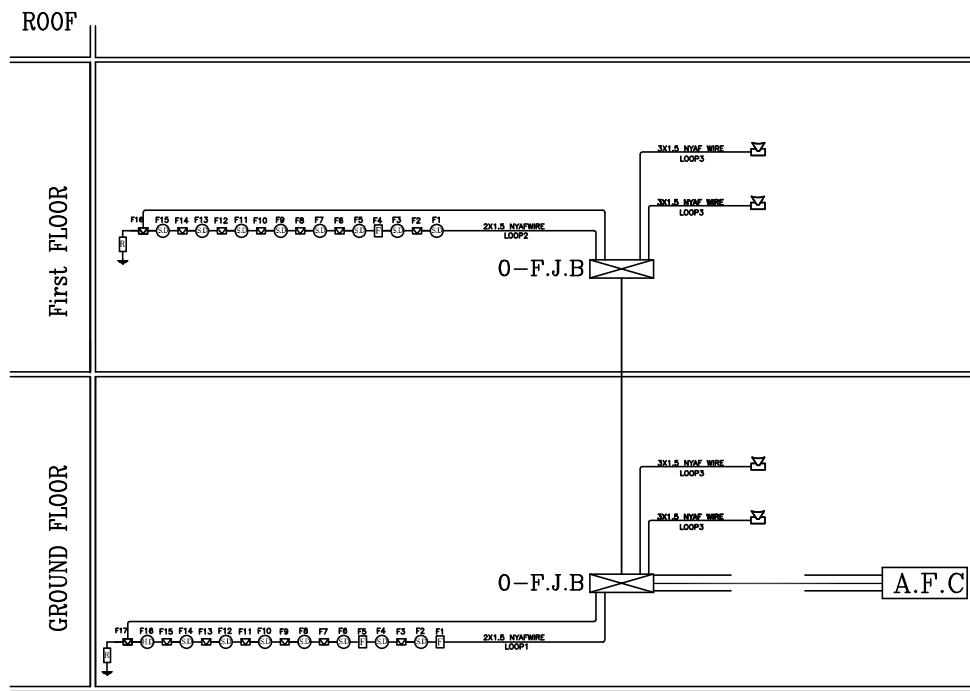 ROOF
First FLOOR
3X1.5 NYAF WIRE
LOOP3
3X1.5 NYAF WIRE
LOOP3
F16 F15 F14 F13 F12 F11 F10 F9 F8 F7 F6 F5 F4 F3 F2 F1
S.D S.D S.D S.D S.D S.D F S.D S.D
2X1.5 NYAFWIRE
LOOP2
R
O-F.J.B
GROUND FLOOR
3X1.5 NYAF WIRE
LOOP3
3X1.5 NYAF WIRE
LOOP3
O-F.J.B
A.F.C
F17 F16 F15 F14 F13 F12 F11 F10 F9 F8 F7 F6 F5 F4 F3 F2 F1
H.D S.D S.D S.D S.D S.D F S.D S.D F
2X1.5 NYAFWIRE
LOOP1
R